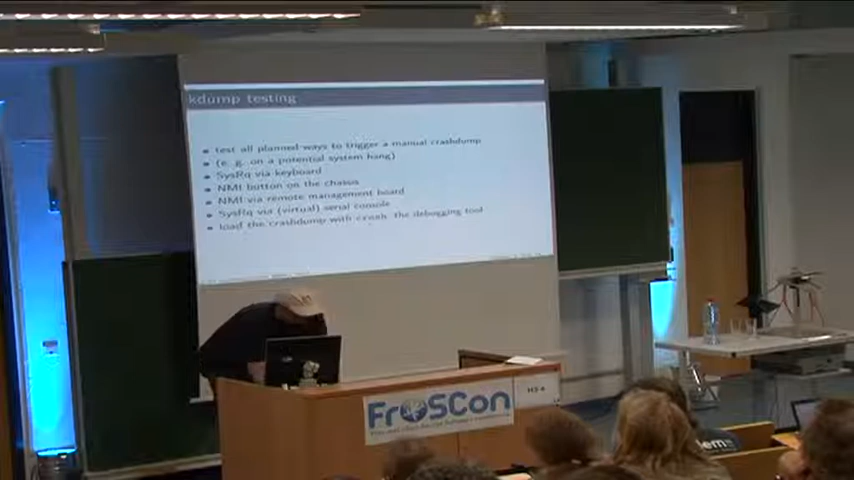 kdump testing
test all planned ways to trigger a manual crashdump
(e. g. on a potential system hang)
SysRq via keyboard
NMI button on the chassis
NMI via remote management board
SysRq via (virtual) serial console
load the crashdump with crash, the debugging tool
FrOSCon